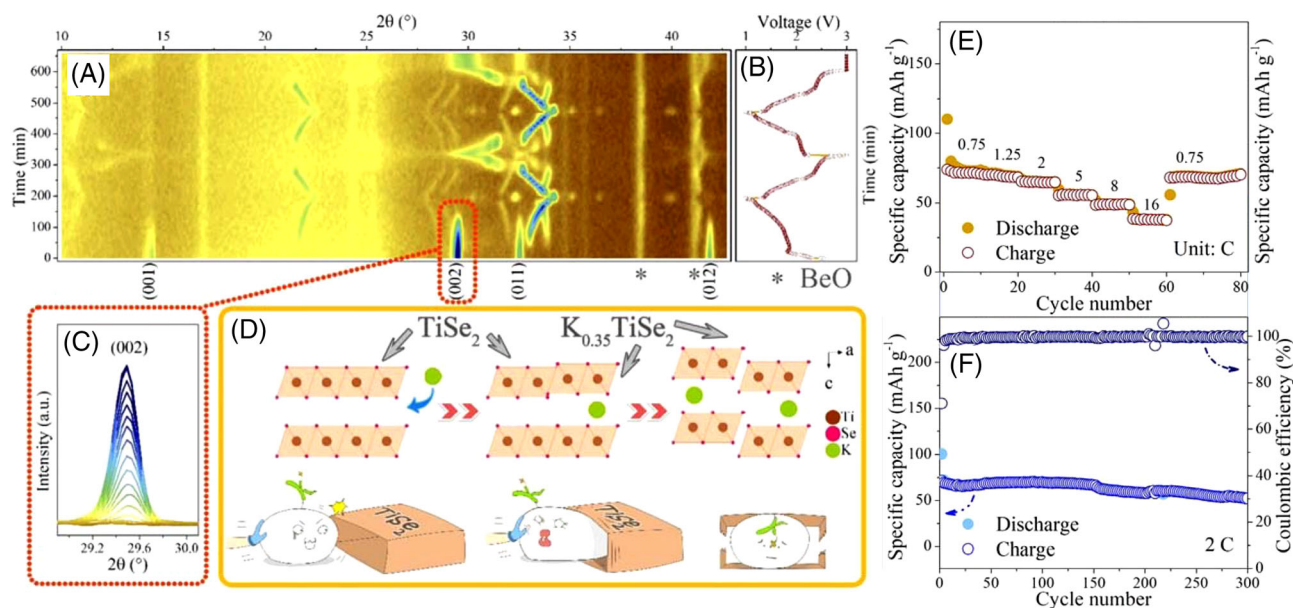 2θ (°)
10 15 20 25 30 35 40
Voltage (V)
1 2 3
(A)
(B)
Time (min)
600
500
400
300
200
100
0
Time (min)
(001)
(002)
(011)
*
*
(012)
* BeO
(C)
(002)
Intensity (a.u.)
29.2 29.6 30.0
2θ (°)
(D)
TiSe2
K0.35TiSe2
a
c
Ti
Se
K
TiSe2
TiSe2
(E)
Specific capacity (mAh g-1)
150
100
50
0
0.75
1.25
2
5
8
16
0.75
Discharge
Charge
Unit: C
0 20 40 60 80
Cycle number
Specific capacity (mAh g-1)
(F)
Specific capacity (mAh g-1)
200
150
100
50
0
Discharge
Charge
2 C
0 50 100 150 200 250 300
Cycle number
100
80
60
40
20
0
Coulombic efficiency (%)